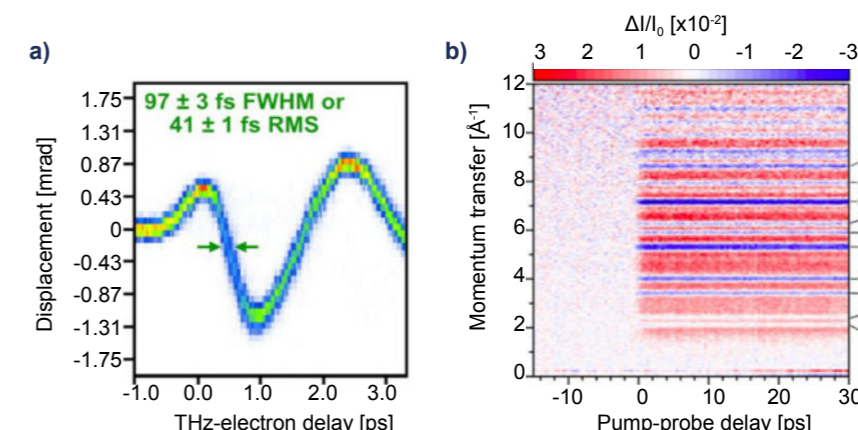 a)
97 ± 3 fs FWHM or
41 ± 1 fs RMS
Displacement [mrad]
1.75
1.31
0.87
0.43
0
-0.43
-0.87
-1.31
-1.75
-1.0 0.0 1.0 2.0 3.0
THz-electron delay [ps]
b)
ΔI/I₀ [x10⁻²]
3 2 1 0 -1 -2 -3
Momentum transfer [Å⁻¹]
12
10
8
6
4
2
0
-10 0 10 20 30
Pump-probe delay [ps]